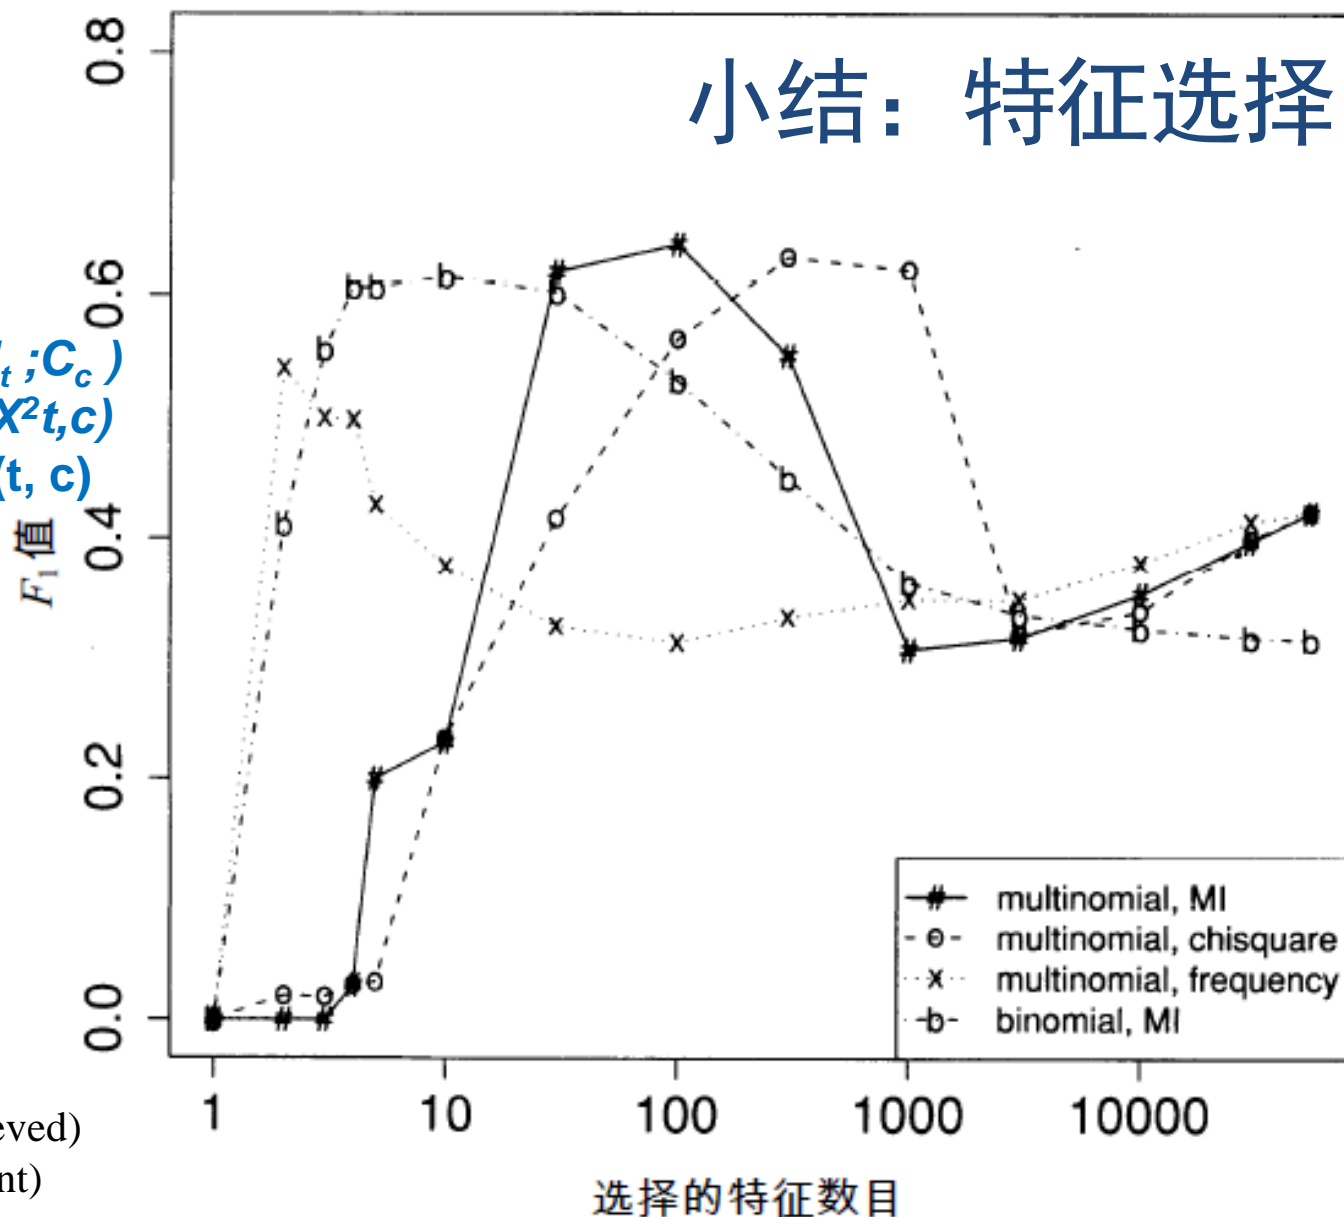 0.8
小结：特征选择
0.6
t ;Cc )
X²t,c)
(t, c)
F1值
0.4
0.2
0.0
multinomial, MI
multinomial, chisquare
multinomial, frequency
binomial, MI
1 10 100 1000 10000
eved)
nt)
选择的特征数目